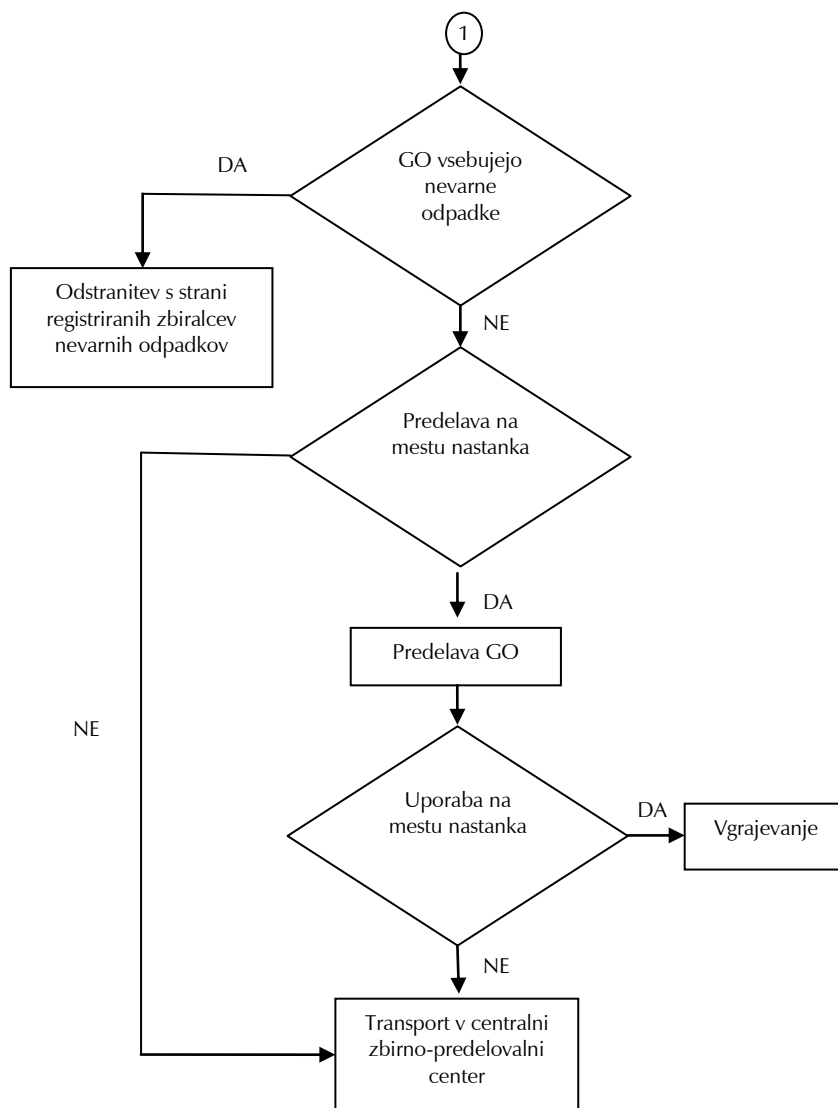 1
GO vsebujejo
nevarne
odpadke
DA
Odstranitev s strani
registriranih zbiralcev
nevarnih odpadkov
NE
Predelava na
mestu nastanka
DA
Predelava GO
NE
Uporaba na
mestu nastanka
DA
Vgrajevanje
NE
Transport v centralni
zbirno-predelovalni
center